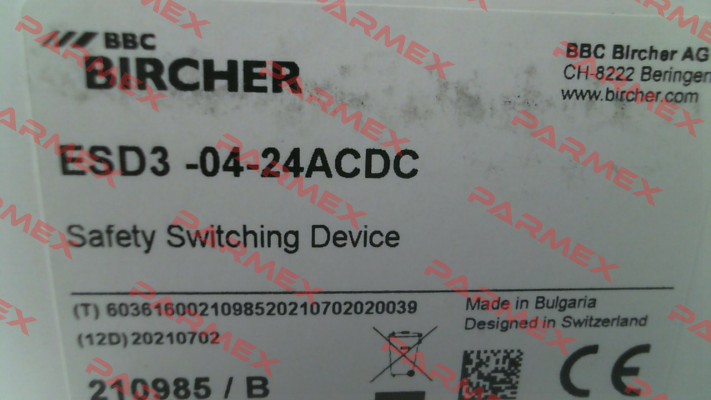 BBC
BIRCHER
BBC Bircher AG
CH-8222 Beringen
www.bircher.com
ESD3 -04-24ACDC
Safety Switching Device
(T) 6036160021098520210702020039
(12D) 20210702
Made in Bulgaria
Designed in Switzerland
210985 / B
CE
PARMEX